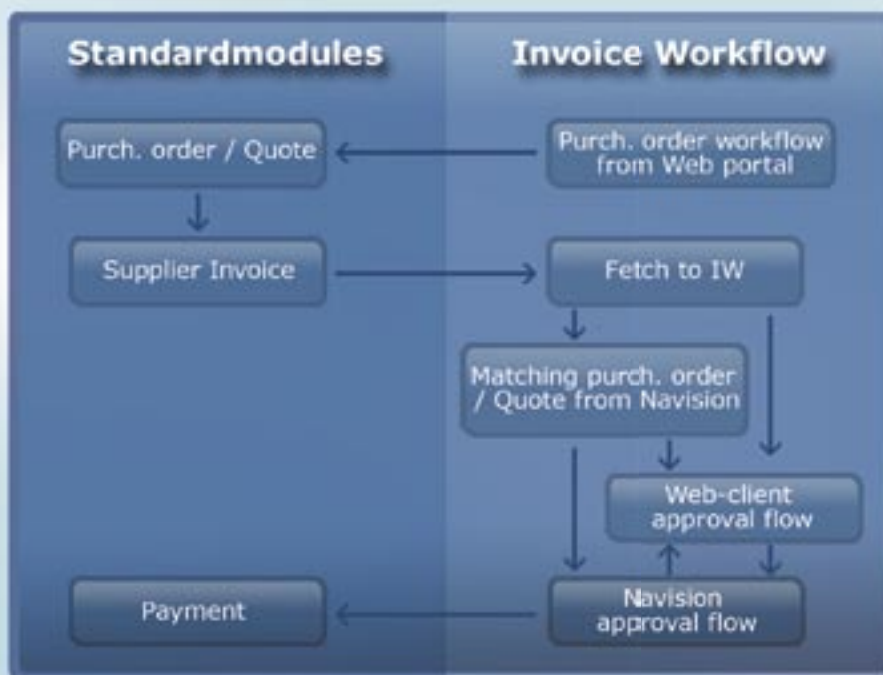 Standardmodules
Invoice Workflow
Purch. order / Quote
Purch. order workflow
from Web portal
Supplier Invoice
Fetch to IW
Matching purch. order
/ Quote from Navision
Web-client
approval flow
Payment
Navision
approval flow